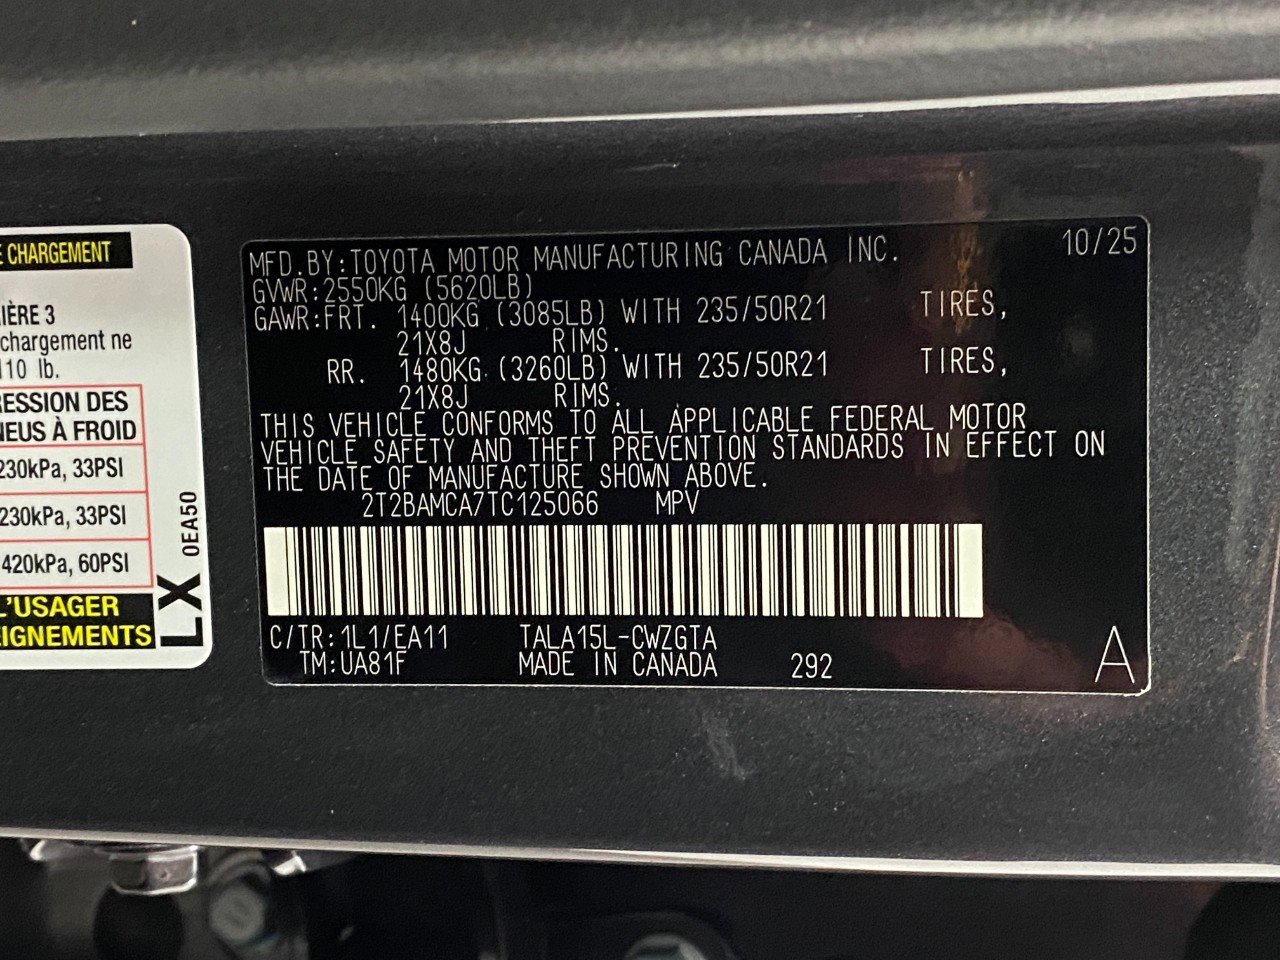 E CHARGEMENT
IÈRE 3
chargement ne
110 lb.
RESSION DES
NEUS À FROID
230kPa, 33PSI
230kPa, 33PSI
420kPa, 60PSI
L'USAGER
EIGNEMENTS
LX 0EA50
MFD.BY:TOYOTA MOTOR MANUFACTURING CANADA INC. 10/25
GVWR:2550KG (5620LB)
GAWR:FRT. 1400KG (3085LB) WITH 235/50R21 TIRES,
21X8J RIMS.
RR. 1480KG (3260LB) WITH 235/50R21 TIRES,
21X8J RIMS.
THIS VEHICLE CONFORMS TO ALL APPLICABLE FEDERAL MOTOR
VEHICLE SAFETY AND THEFT PREVENTION STANDARDS IN EFFECT ON
THE DATE OF MANUFACTURE SHOWN ABOVE.
2T2BAMCA7TC125066 MPV
C/TR:1L1/EA11 TALA15L-CWZGTA
TM:UA81F MADE IN CANADA 292 A